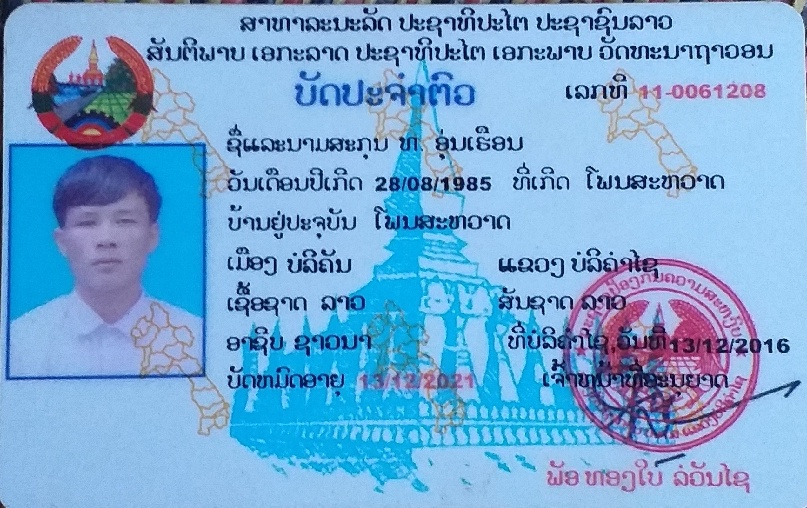 ສາທາລະນະລັດ ປະຊາທິປະໄຕ ປະຊາຊົນລາວ
ສັນຕິພາບ ເອກະລາດ ປະຊາທິປະໄຕ ເອກະພາບ ວັດທະນາຖາວອນ
ບັດປະຈຳຕົວ ເລກທີ 11-0061208
ຊື່ແລະນາມສະກຸນ ທ. ອຸ່ນເຮືອນ
ວັນເດືອນປີເກີດ 28/08/1985 ທີ່ເກີດ ໂພນສະຫວາດ
ບ້ານຢູ່ປະຈຸບັນ ໂພນສະຫວາດ
ເມືອງ ບໍລິຄັນ ແຂວງ ບໍລິຄຳໄຊ
ເຊື້ອຊາດ ລາວ ສັນຊາດ ລາວ
ອາຊີບ ຊາວນາ ທີ່ບໍລິຄຳໄຊ,ວັນທີ 13/12/2016
ບັດຫມົດອາຍຸ 13/12/2021 ເຈົ້າຫນ້າທີ່ອະນຸຍາດ
ພັອ ທອງໃບ ລໍວັນໄຊ